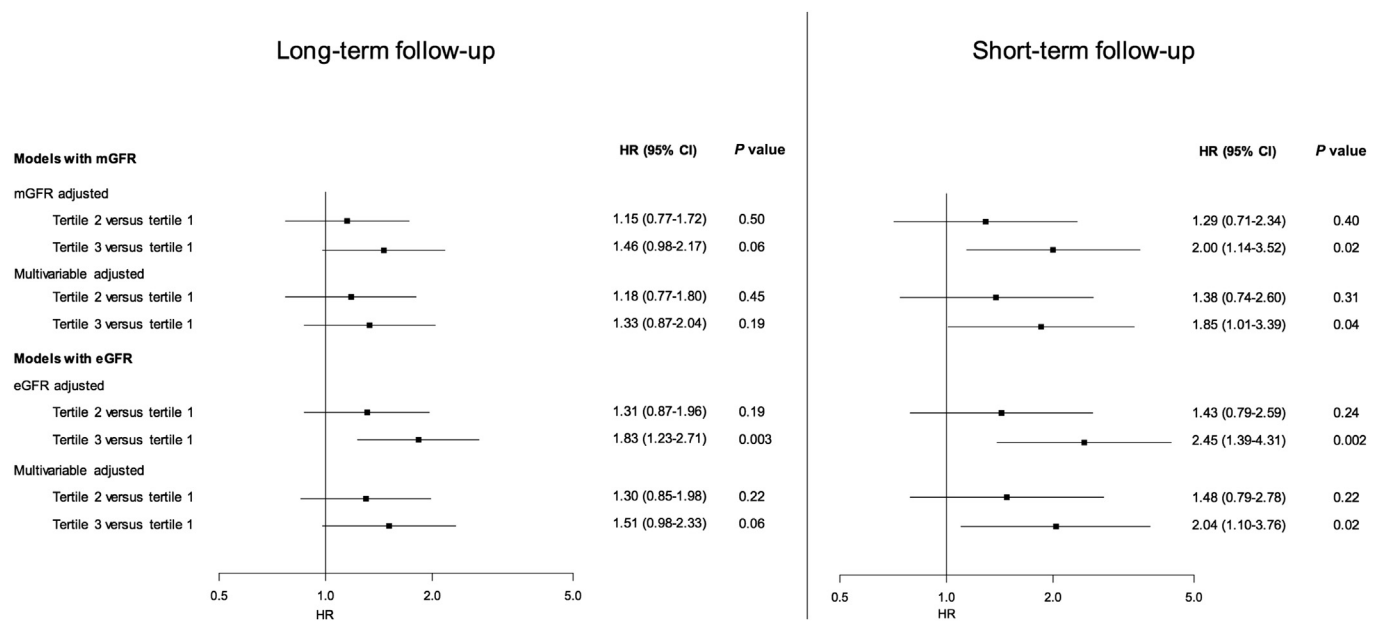 Long-term follow-up
Short-term follow-up
HR (95% CI) P value
HR (95% CI) P value
Models with mGFR
mGFR adjusted
Tertile 2 versus tertile 1 1.15 (0.77-1.72) 0.50 1.29 (0.71-2.34) 0.40
Tertile 3 versus tertile 1 1.46 (0.98-2.17) 0.06 2.00 (1.14-3.52) 0.02
Multivariable adjusted
Tertile 2 versus tertile 1 1.18 (0.77-1.80) 0.45 1.38 (0.74-2.60) 0.31
Tertile 3 versus tertile 1 1.33 (0.87-2.04) 0.19 1.85 (1.01-3.39) 0.04
Models with eGFR
eGFR adjusted
Tertile 2 versus tertile 1 1.31 (0.87-1.96) 0.19 1.43 (0.79-2.59) 0.24
Tertile 3 versus tertile 1 1.83 (1.23-2.71) 0.003 2.45 (1.39-4.31) 0.002
Multivariable adjusted
Tertile 2 versus tertile 1 1.30 (0.85-1.98) 0.22 1.48 (0.79-2.78) 0.22
Tertile 3 versus tertile 1 1.51 (0.98-2.33) 0.06 2.04 (1.10-3.76) 0.02
0.5 1.0 2.0 5.0 0.5 1.0 2.0 5.0
HR HR